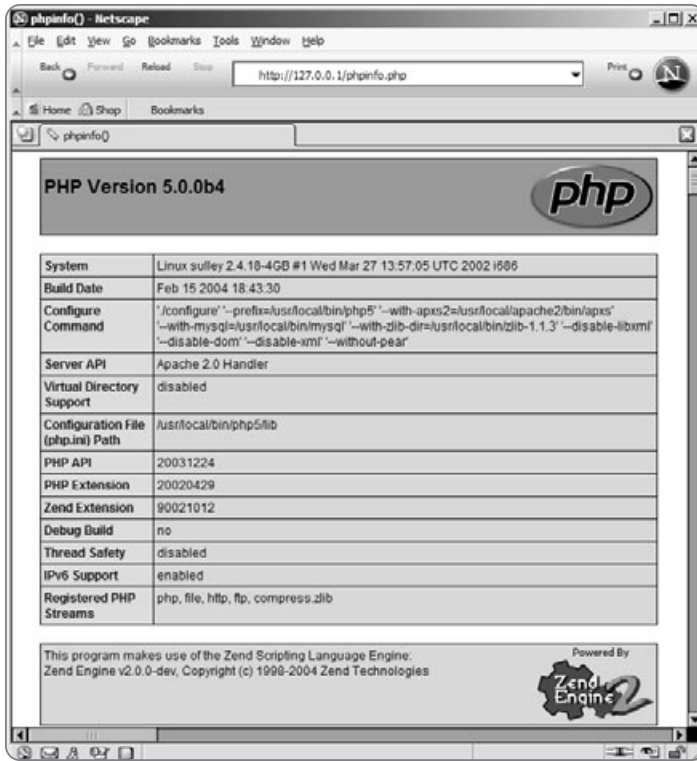 phpinfo() - Netscape
File Edit View Go Bookmarks Tools Window Help
Back Forward Reload Stop http://127.0.0.1/phpinfo.php Print N
Home Shop Bookmarks
phpinfo()
PHP Version 5.0.0b4 php
System Linux sulley 2.4.18-4GB #1 Wed Mar 27 13:57:05 UTC 2002 i686
Build Date Feb 15 2004 18:43:30
Configure './configure' '--prefix=/usr/local/bin/php5' '--with-apxs2=/usr/local/apache2/bin/apxs'
Command '--with-mysql=/usr/local/bin/mysql' '--with-zlib-dir=/usr/local/bin/zlib-1.1.3' '--disable-libxml'
'--disable-dom' '--disable-xml' '--without-pear'
Server API Apache 2.0 Handler
Virtual Directory disabled
Support
Configuration File /usr/local/bin/php5/lib
(php.ini) Path
PHP API 20031224
PHP Extension 20020429
Zend Extension 90021012
Debug Build no
Thread Safety disabled
IPv6 Support enabled
Registered PHP php, file, http, ftp, compress.zlib
Streams
This program makes use of the Zend Scripting Language Engine:
Zend Engine v2.0.0-dev, Copyright (c) 1998-2004 Zend Technologies
Powered By
Zend
Engine 2